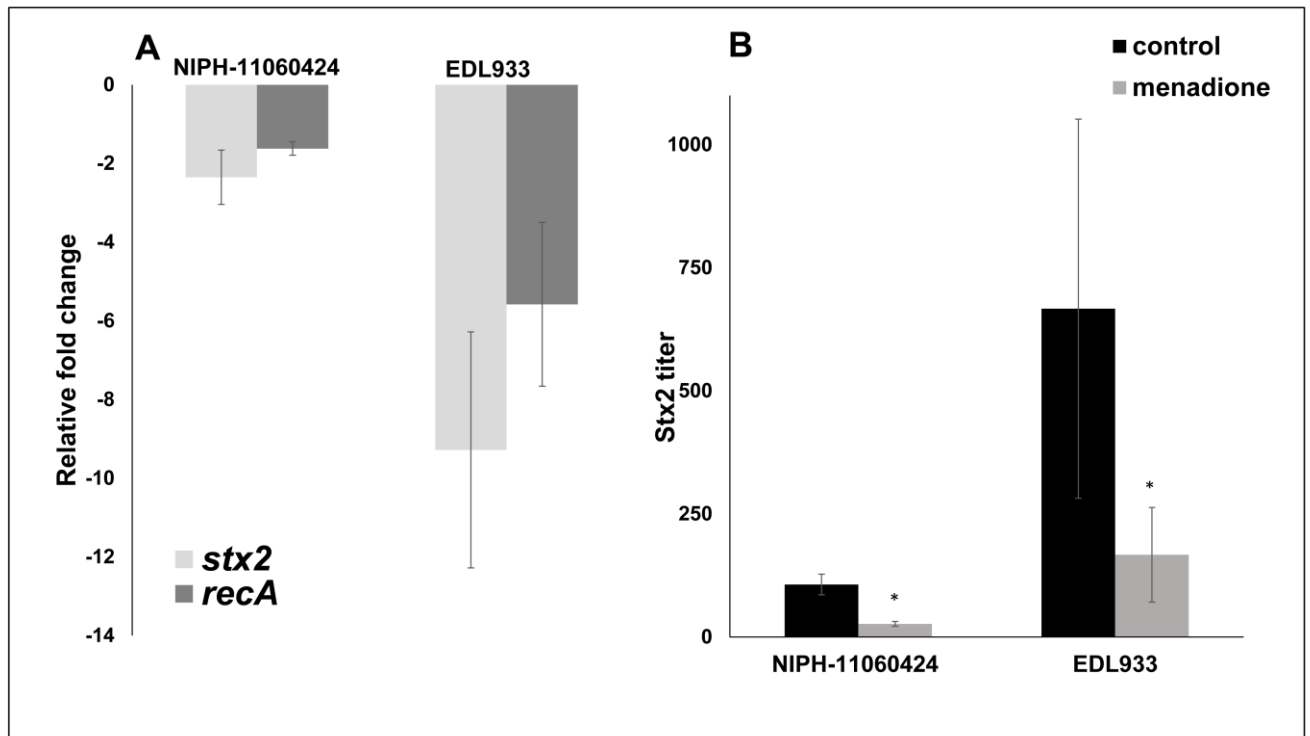 A
NIPH-11060424
EDL933
0
-2
-4
-6
-8
-10
-12
-14
Relative fold change
stx2
recA
B
control
menadione
1000
750
500
250
0
Stx2 titer
*
*
NIPH-11060424
EDL933